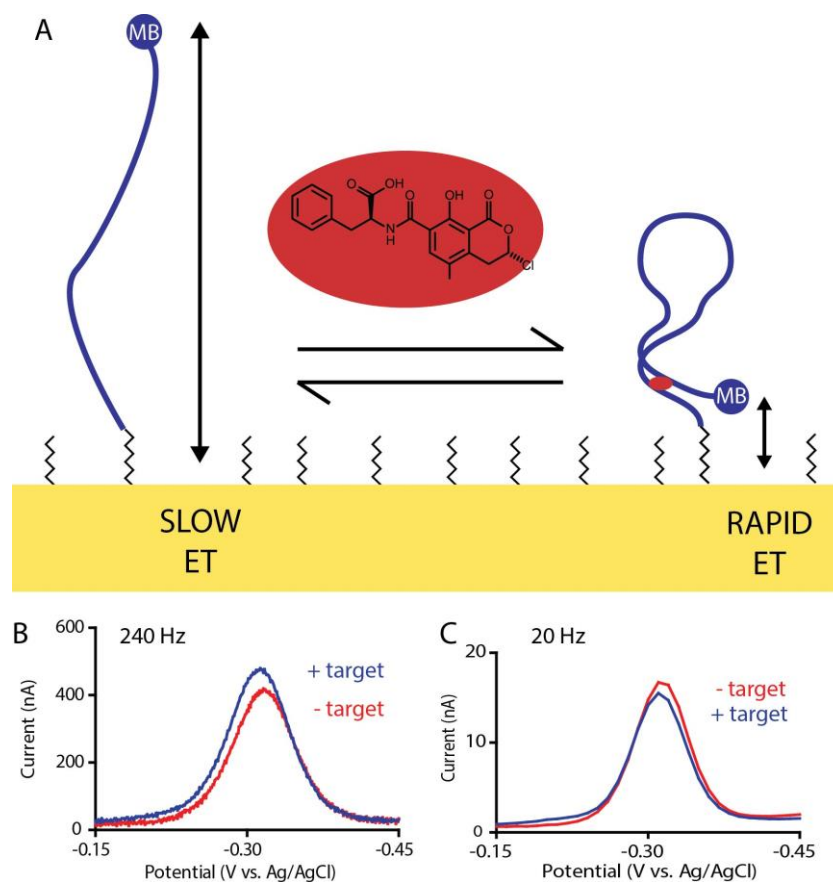 A
MB
O
OH
O
OH
O
N
H
O
Cl
MB
SLOW
ET
RAPID
ET
B
240 Hz
+ target
- target
600
400
200
0
Current (nA)
-0.15
-0.30
-0.45
Potential (V vs. Ag/AgCl)
C
20 Hz
- target
+ target
20
10
0
Current (nA)
-0.15
-0.30
-0.45
Potential (V vs. Ag/AgCl)